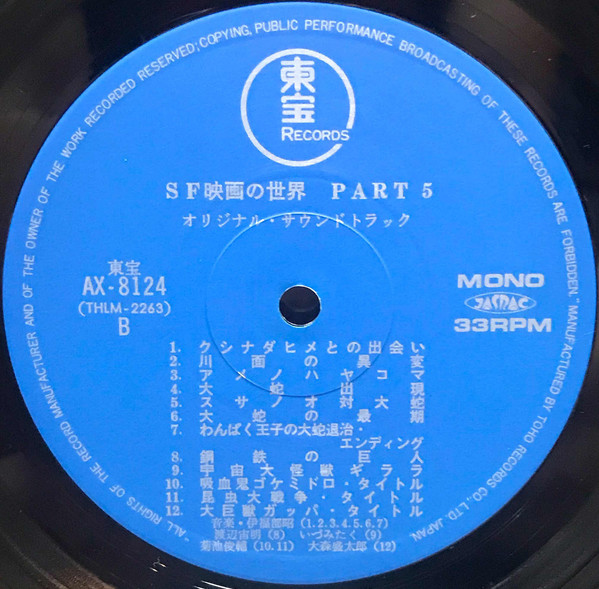 "ALL RIGHTS OF THE RECORD MANUFACTURER AND OF THE OWNER OF THE WORK RECORDED RESERVED; COPYING, PUBLIC PERFORMANCE BROADCASTING OF THESE RECORDS ARE FORBIDDEN." MANUFACTURED BY TOHO RECORDS CO., LTD. JAPAN
東宝
RECORDS
SF映画の世界 PART 5
オリジナル・サウンドトラック
東宝
AX-8124
(THLM-2263)
B
MONO
JASRAC
33RPM
1. クシナダヒメとの出会い
2. 川面の異変
3. アメノハヤコマ
4. 大蛇出現
5. スサノオ対大蛇
6. 大蛇の最期
7. わんぱく王子の大蛇退治・
エンディング
8. 鋼鉄の巨人
9. 宇宙大怪獣ギララ
10. 吸血鬼ゴケミドロ・タイトル
11. 昆虫大戦争・タイトル
12. 大巨獣ガッパ・タイトル
音楽・伊福部昭 (1.2.3.4.5.6.7)
渡辺宙明 (8) いづみたく (9)
菊池俊輔 (10.11) 大森盛太郎 (12)